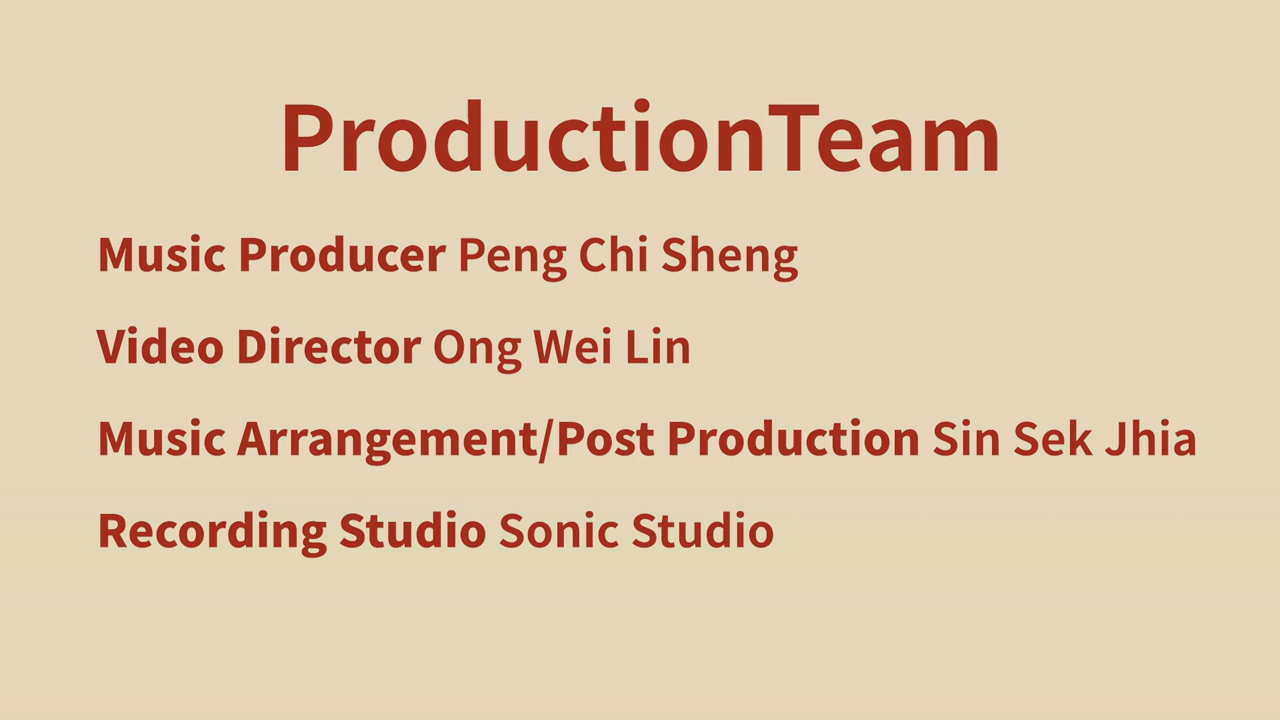 ProductionTeam
Music Producer Peng Chi Sheng
Video Director Ong Wei Lin
Music Arrangement/Post Production Sin Sek Jhia
Recording Studio Sonic Studio